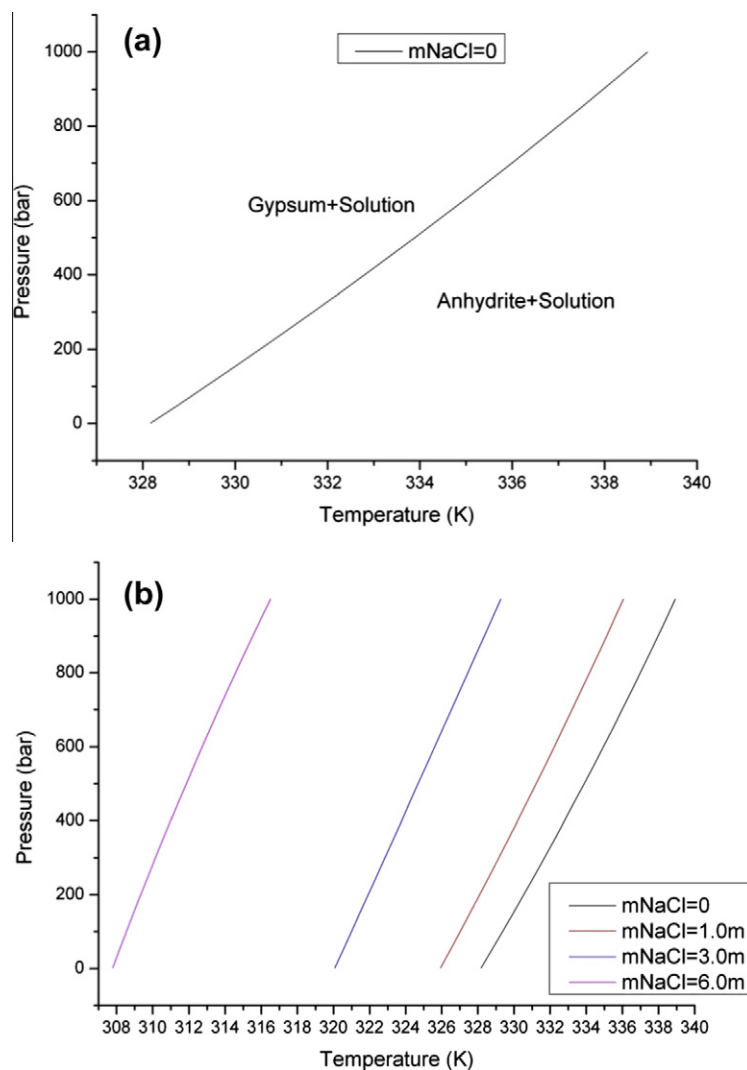 (a)
mNaCl=0
1000
800
600
400
200
0
Pressure (bar)
Gypsum+Solution
Anhydrite+Solution
328 330 332 334 336 338 340
Temperature (K)
(b)
1000
800
600
400
200
0
Pressure (bar)
mNaCl=0
mNaCl=1.0m
mNaCl=3.0m
mNaCl=6.0m
308 310 312 314 316 318 320 322 324 326 328 330 332 334 336 338 340
Temperature (K)